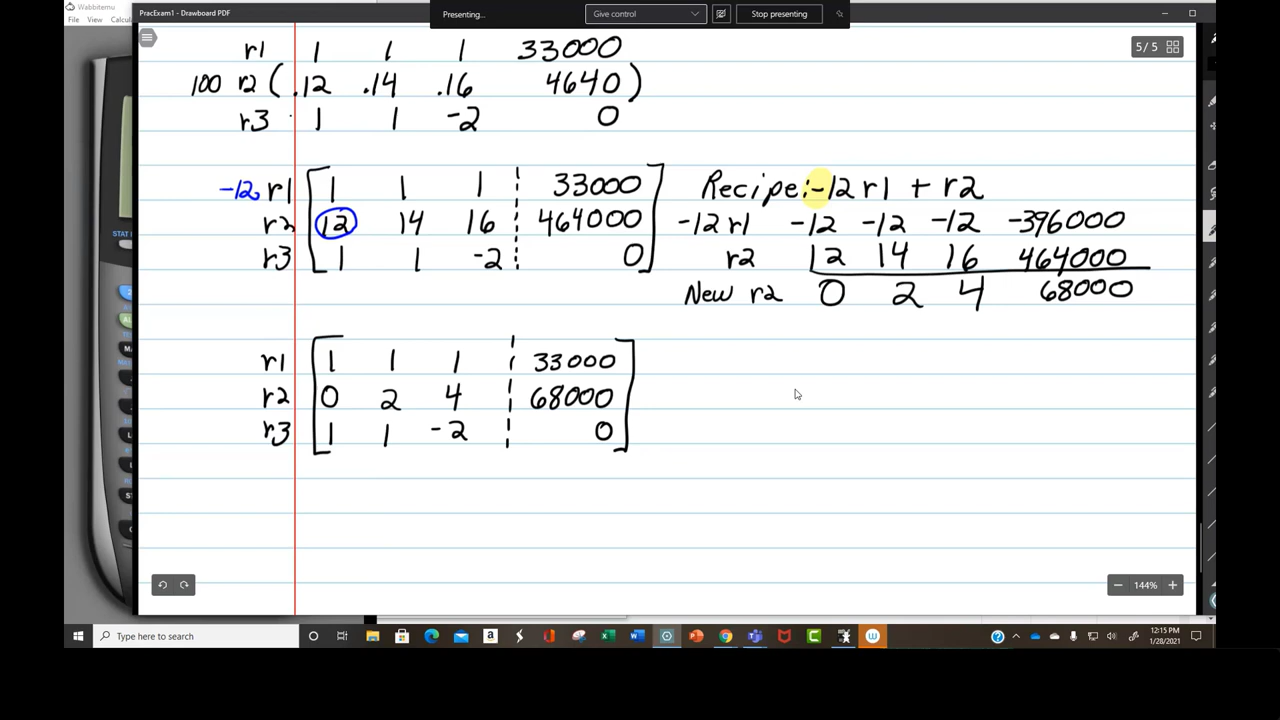 Wabbitemu
File View Calcula
PracExam1 - Drawboard PDF
Presenting...
Give control
Stop presenting
5 / 5
r1 1 1 1 33000
100 r2 ( .12 .14 .16 4640 )
r3 1 1 -2 0
-12 r1 1 1 1 33000
r2 12 14 16 464000
r3 1 1 -2 0
Recipe: -12 r1 + r2
-12 r1 -12 -12 -12 -396000
r2 12 14 16 464000
New r2 0 2 4 68000
r1 1 1 1 33000
r2 0 2 4 68000
r3 1 1 -2 0
144%
Type here to search
12:15 PM
1/28/2021